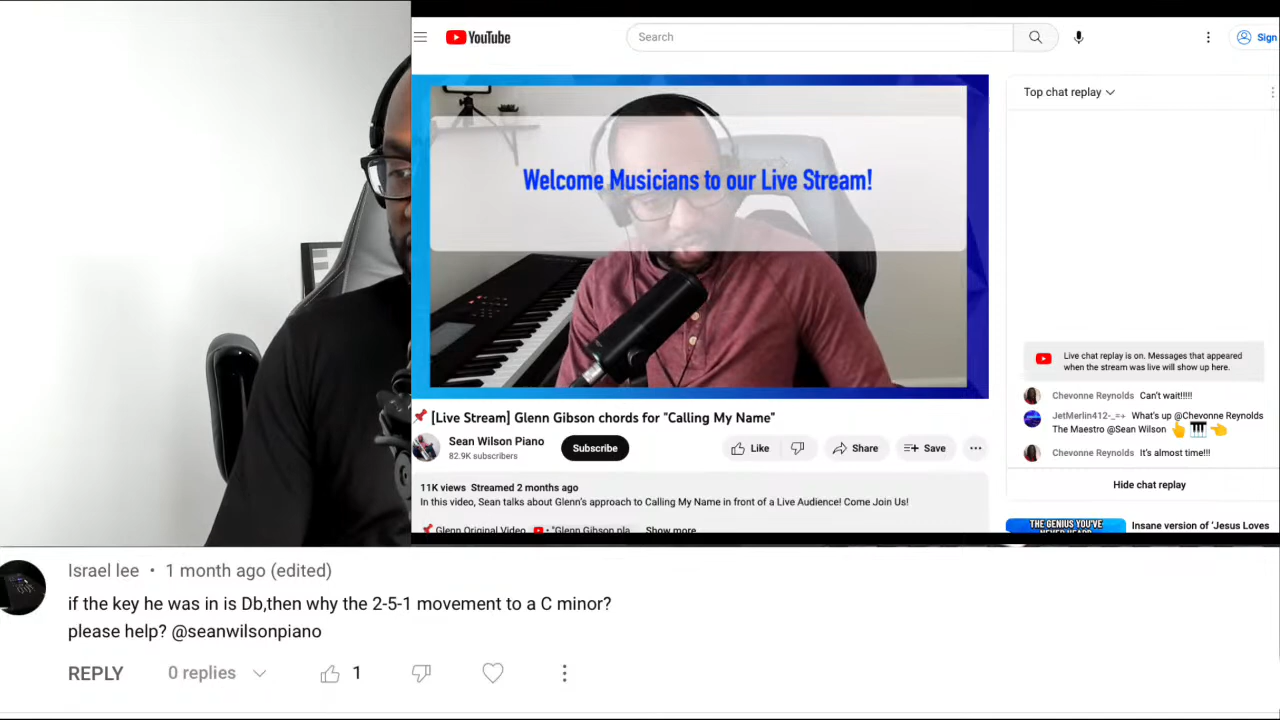 YouTube
Search
Sign
Top chat replay
Welcome Musicians to our Live Stream!
Live chat replay is on. Messages that appeared
when the stream was live will show up here.
Chevonne Reynolds Can't wait!!!!!
JetMerlin412-_=+ What's up @Chevonne Reynolds
The Maestro @Sean Wilson
Chevonne Reynolds It's almost time!!!
Hide chat replay
[Live Stream] Glenn Gibson chords for "Calling My Name"
Sean Wilson Piano
82.9K subscribers
Subscribe
Like
Share
Save
11K views Streamed 2 months ago
In this video, Sean talks about Glenn's approach to Calling My Name in front of a Live Audience! Come Join Us!
Glenn Original Video • "Glenn Gibson pla Show more
THE GENIUS YOU'VE
NEVER HEARD
Insane version of 'Jesus Loves
Israel lee • 1 month ago (edited)
if the key he was in is Db,then why the 2-5-1 movement to a C minor?
please help? @seanwilsonpiano
REPLY 0 replies 1